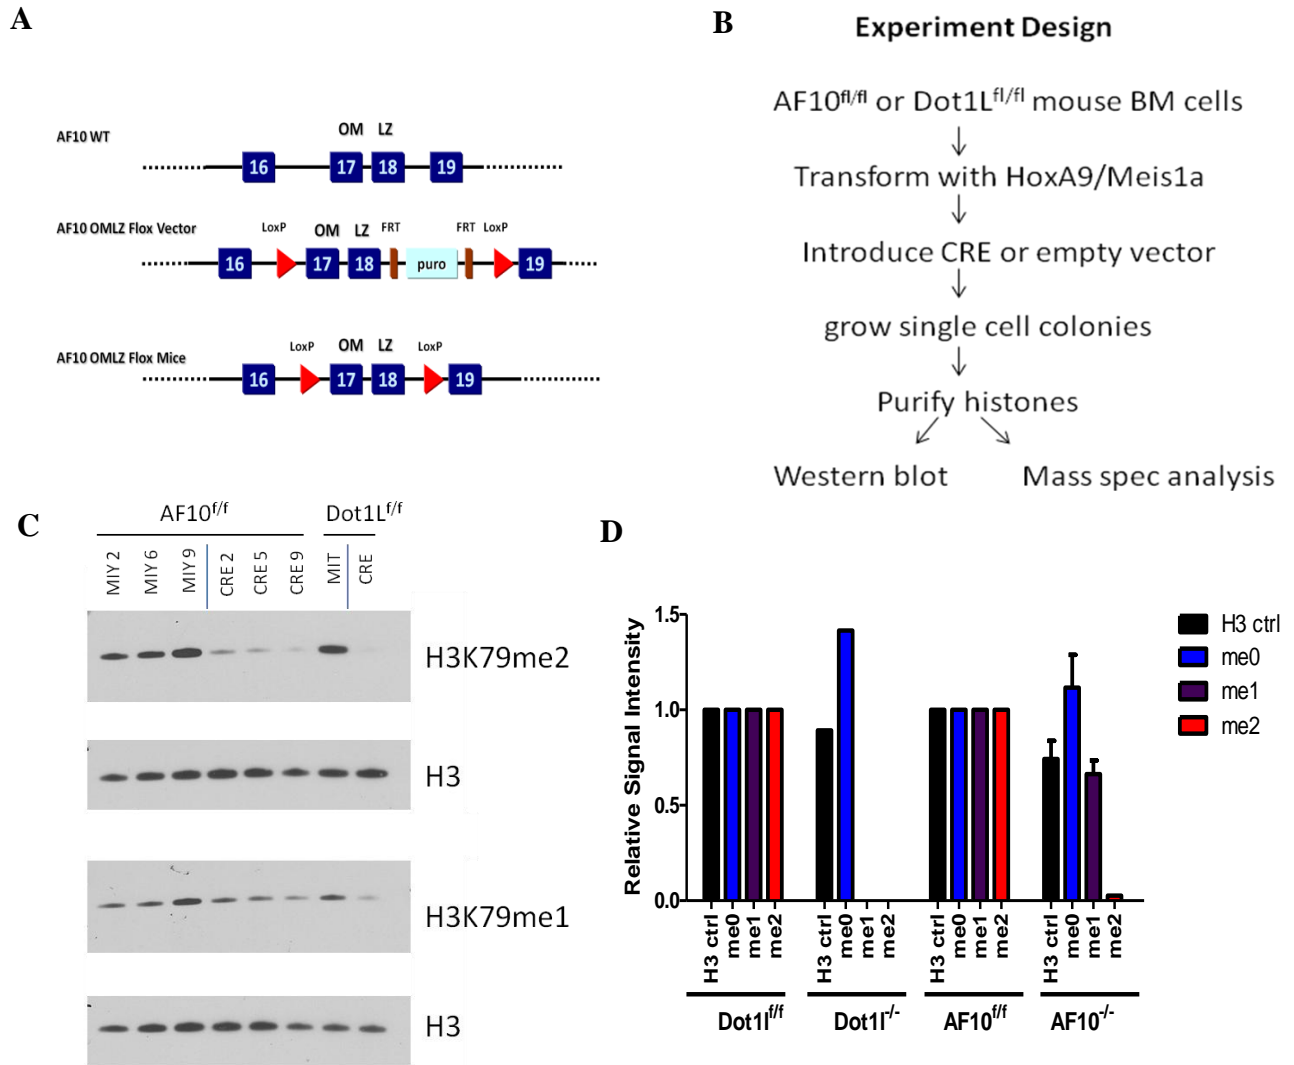 A
AF10 WT
OM LZ
16 17 18 19
AF10 OMLZ Flox Vector
LoxP OM LZ FRT FRT LoxP
16 17 18 puro 19
AF10 OMLZ Flox Mice
LoxP OM LZ LoxP
16 17 18 19
B
Experiment Design
AF10fl/fl or Dot1Lfl/fl mouse BM cells
Transform with HoxA9/Meis1a
Introduce CRE or empty vector
grow single cell colonies
Purify histones
Western blot Mass spec analysis
C
AF10f/f Dot1Lf/f
MIY 2 MIY 6 MIY 9 CRE 2 CRE 5 CRE 9 MIT CRE
H3K79me2
H3
H3K79me1
H3
D
Relative Signal Intensity
1.5
1.0
0.5
0.0
H3 ctrl me0 me1 me2 H3 ctrl me0 me1 me2 H3 ctrl me0 me1 me2 H3 ctrl me0 me1 me2
Dot1lf/f Dot1l-/- AF10f/f AF10-/-
H3 ctrl
me0
me1
me2